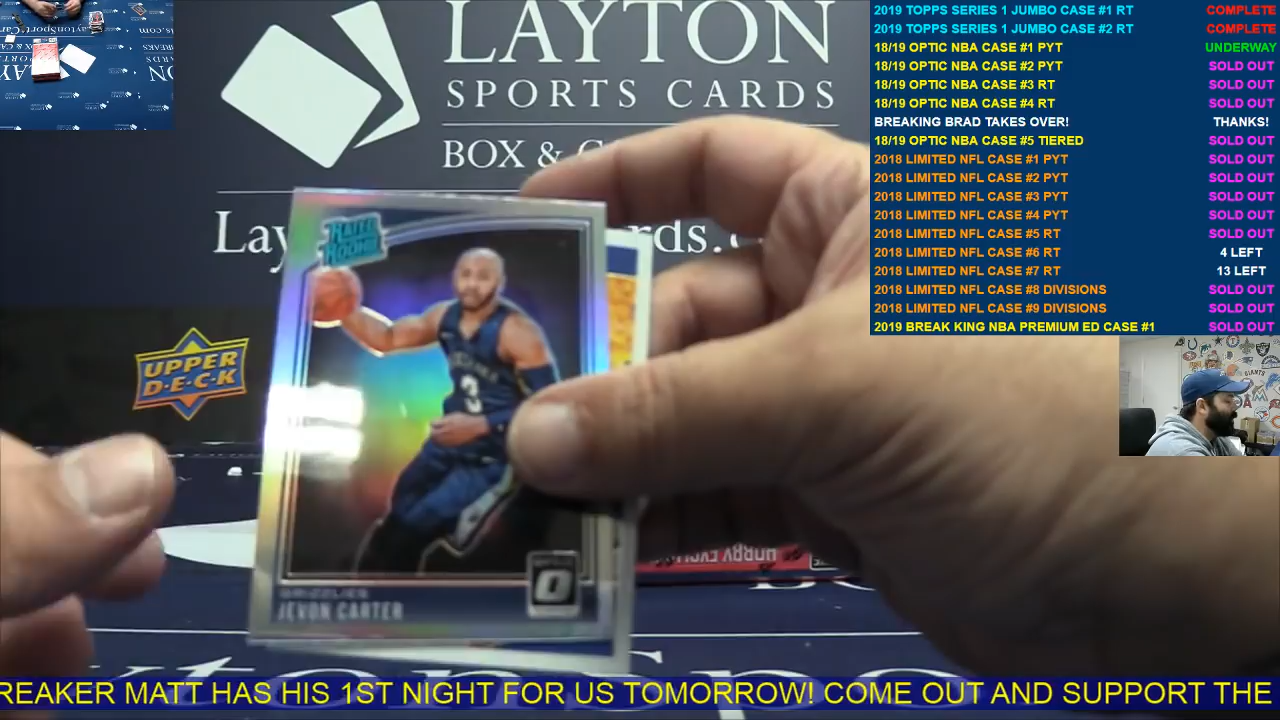 LAYTON
SPORTS CARDS
BOX &
Lay rds.c
UPPER
D.E.C.K
RATED
ROOKIE
3
GRIZZLIES
JEVON CARTER
2019 TOPPS SERIES 1 JUMBO CASE #1 RT COMPLETE
2019 TOPPS SERIES 1 JUMBO CASE #2 RT COMPLETE
18/19 OPTIC NBA CASE #1 PYT UNDERWAY
18/19 OPTIC NBA CASE #2 PYT SOLD OUT
18/19 OPTIC NBA CASE #3 RT SOLD OUT
18/19 OPTIC NBA CASE #4 RT SOLD OUT
BREAKING BRAD TAKES OVER! THANKS!
18/19 OPTIC NBA CASE #5 TIERED SOLD OUT
2018 LIMITED NFL CASE #1 PYT SOLD OUT
2018 LIMITED NFL CASE #2 PYT SOLD OUT
2018 LIMITED NFL CASE #3 PYT SOLD OUT
2018 LIMITED NFL CASE #4 PYT SOLD OUT
2018 LIMITED NFL CASE #5 RT SOLD OUT
2018 LIMITED NFL CASE #6 RT 4 LEFT
2018 LIMITED NFL CASE #7 RT 13 LEFT
2018 LIMITED NFL CASE #8 DIVISIONS SOLD OUT
2018 LIMITED NFL CASE #9 DIVISIONS SOLD OUT
2019 BREAK KING NBA PREMIUM ED CASE #1 SOLD OUT
REAKER MATT HAS HIS 1ST NIGHT FOR US TOMORROW! COME OUT AND SUPPORT THE